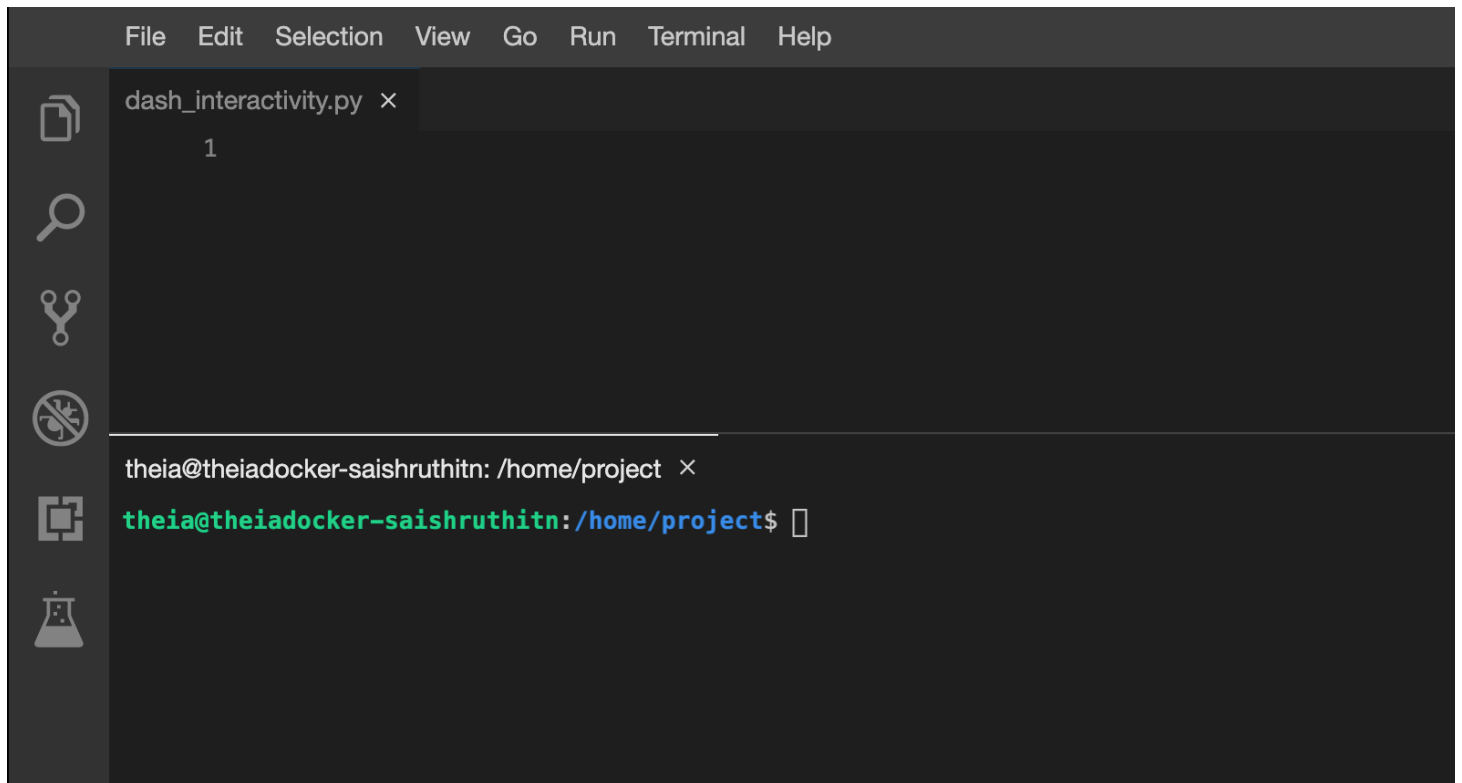 File Edit Selection View Go Run Terminal Help
dash_interactivity.py ×
1
theia@theiadocker-saishruthitn: /home/project ×
theia@theiadocker-saishruthitn:/home/project$